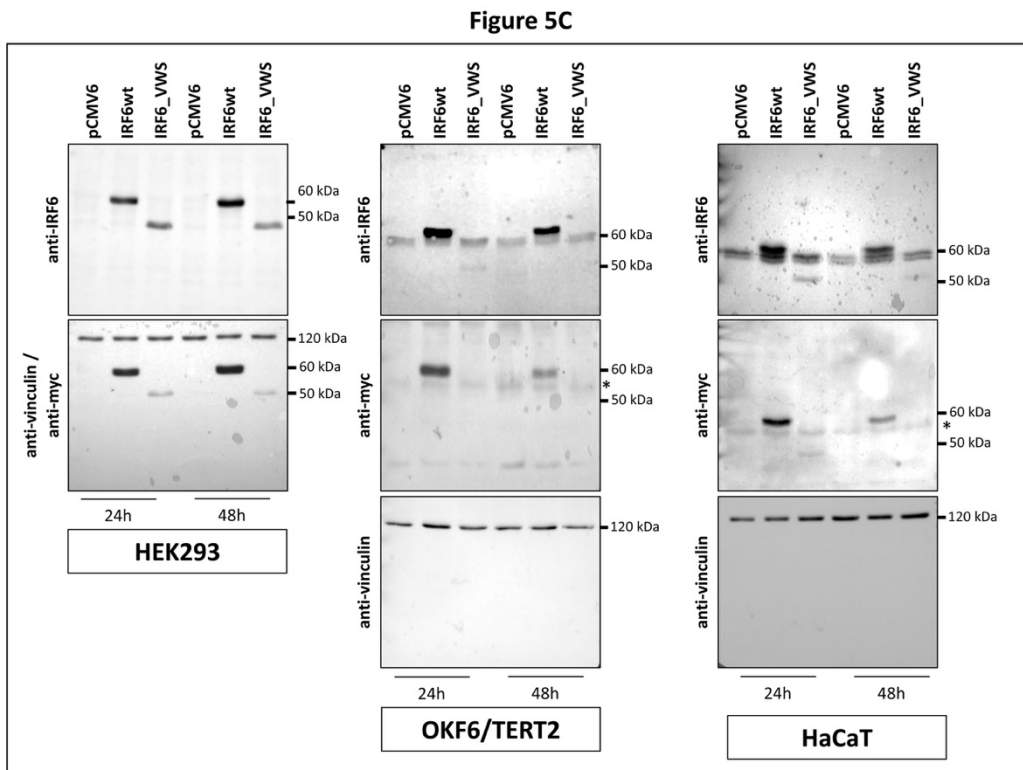 Figure 5C
pCMV6
IRF6wt
IRF6_VWS
pCMV6
IRF6wt
IRF6_VWS
anti-IRF6
60 kDa
50 kDa
anti-vinculin /
anti-myc
120 kDa
60 kDa
50 kDa
24h
48h
HEK293
pCMV6
IRF6wt
IRF6_VWS
pCMV6
IRF6wt
IRF6_VWS
anti-IRF6
60 kDa
50 kDa
anti-myc
60 kDa
*
50 kDa
anti-vinculin
120 kDa
24h
48h
OKF6/TERT2
pCMV6
IRF6wt
IRF6_VWS
pCMV6
IRF6wt
IRF6_VWS
anti-IRF6
60 kDa
50 kDa
anti-myc
60 kDa
*
50 kDa
anti-vinculin
120 kDa
24h
48h
HaCaT